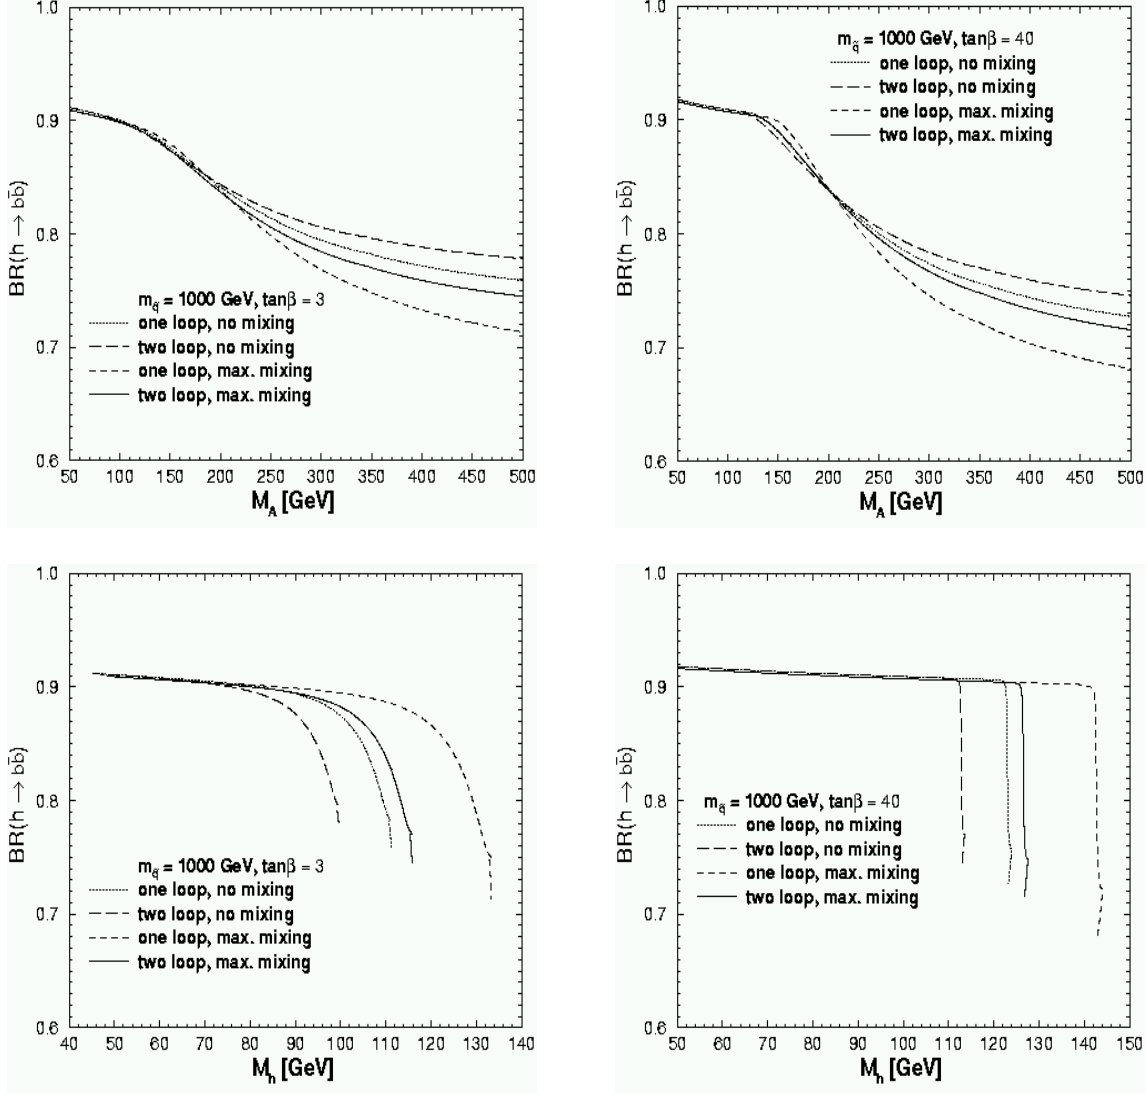 1.0
0.9
0.8
0.7
0.6
BR(h → bb̄)
m_q̃ = 1000 GeV, tanβ = 3
one loop, no mixing
two loop, no mixing
one loop, max. mixing
two loop, max. mixing
50 100 150 200 250 300 350 400 450 500
M_A [GeV]
1.0
0.9
0.8
0.7
0.6
BR(h → bb̄)
m_q̃ = 1000 GeV, tanβ = 40
one loop, no mixing
two loop, no mixing
one loop, max. mixing
two loop, max. mixing
50 100 150 200 250 300 350 400 450 500
M_A [GeV]
1.0
0.9
0.8
0.7
0.6
BR(h → bb̄)
m_q̃ = 1000 GeV, tanβ = 3
one loop, no mixing
two loop, no mixing
one loop, max. mixing
two loop, max. mixing
40 50 60 70 80 90 100 110 120 130 140
M_h [GeV]
1.0
0.9
0.8
0.7
0.6
BR(h → bb̄)
m_q̃ = 1000 GeV, tanβ = 40
one loop, no mixing
two loop, no mixing
one loop, max. mixing
two loop, max. mixing
50 60 70 80 90 100 110 120 130 140 150
M_h [GeV]